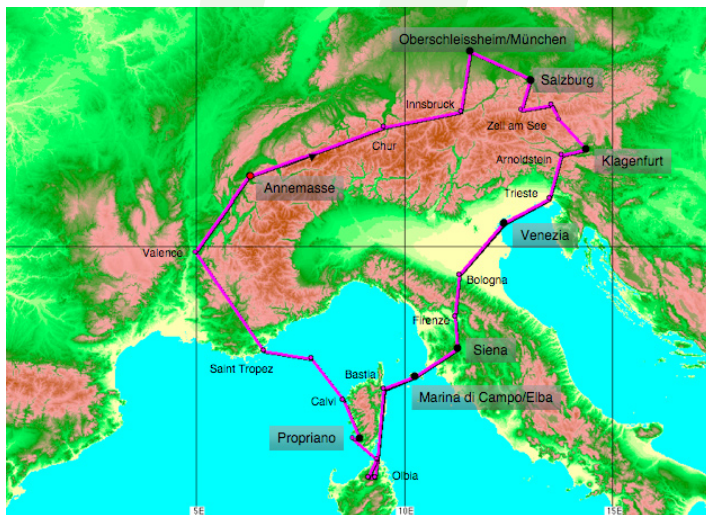 Oberschleissheim/München
Salzburg
Innsbruck
Zell am See
Chur
Klagenfurt
Arnoldstein
Annemasse
Trieste
Venezia
Valence
Bologna
Firenze
Siena
Saint Tropez
Bastia
Marina di Campo/Elba
Calvi
Propriano
Olbia
5E
10E
15E